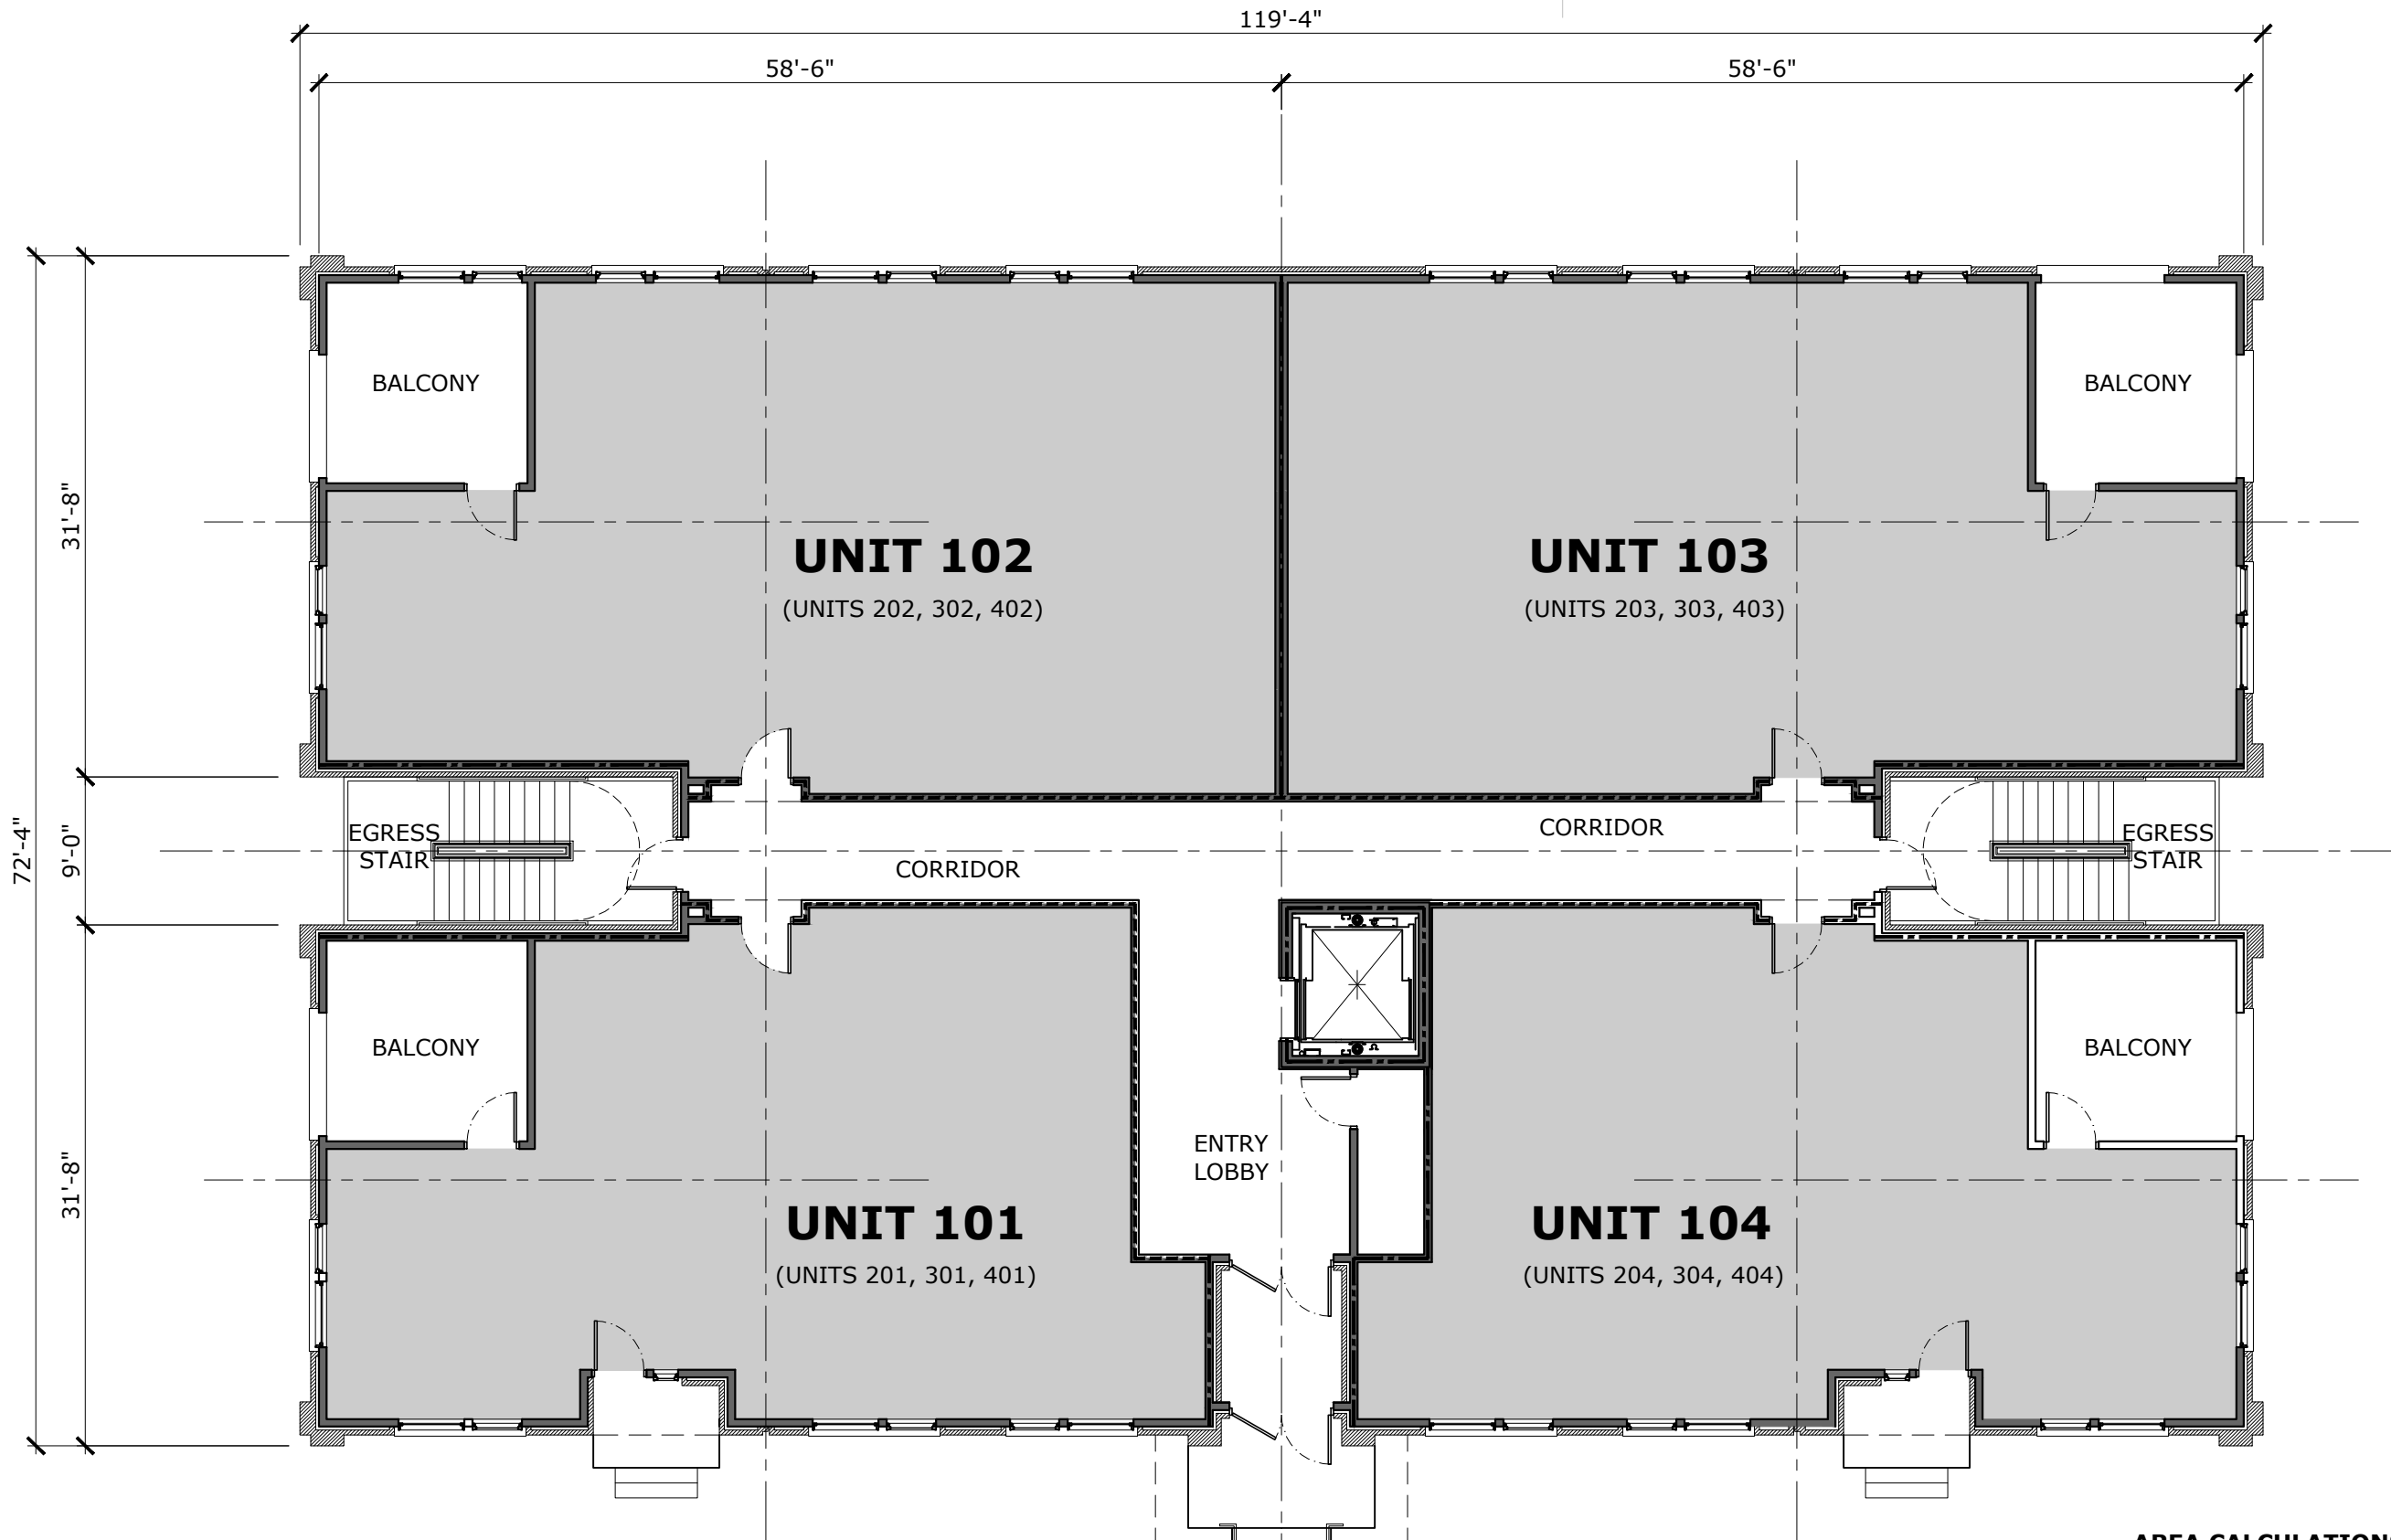 119'-4"
58'-6"
58'-6"
BALCONY
BALCONY
31'-8"
UNIT 102
(UNITS 202, 302, 402)
UNIT 103
(UNITS 203, 303, 403)
72'-4"
9'-0"
EGRESS
STAIR
CORRIDOR
CORRIDOR
EGRESS
STAIR
BALCONY
BALCONY
ENTRY
LOBBY
31'-8"
UNIT 101
(UNITS 201, 301, 401)
UNIT 104
(UNITS 204, 304, 404)